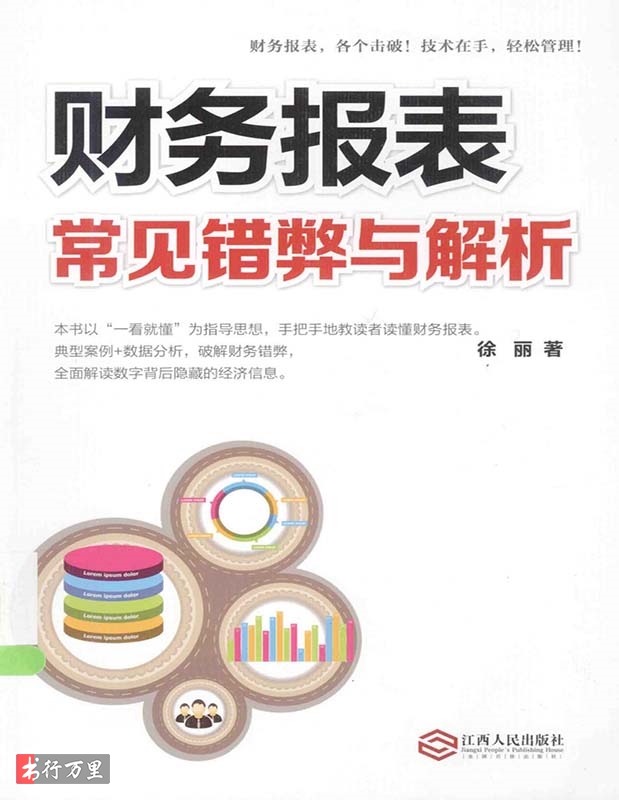 财务报表，各个击破！技术在手，轻松管理！
财务报表
常见错弊与解析
本书以“一看就懂”为指导思想，手把手地教读者读懂财务报表。
典型案例+数据分析，破解财务错弊，
全面解读数字背后隐藏的经济信息。
徐 丽 著
Lorem ipsum dolor
Lorem ipsum dolor
Lorem ipsum dolor
Lorem ipsum dolor
江西人民出版社
Jiangxi People's Publishing House
书行万里